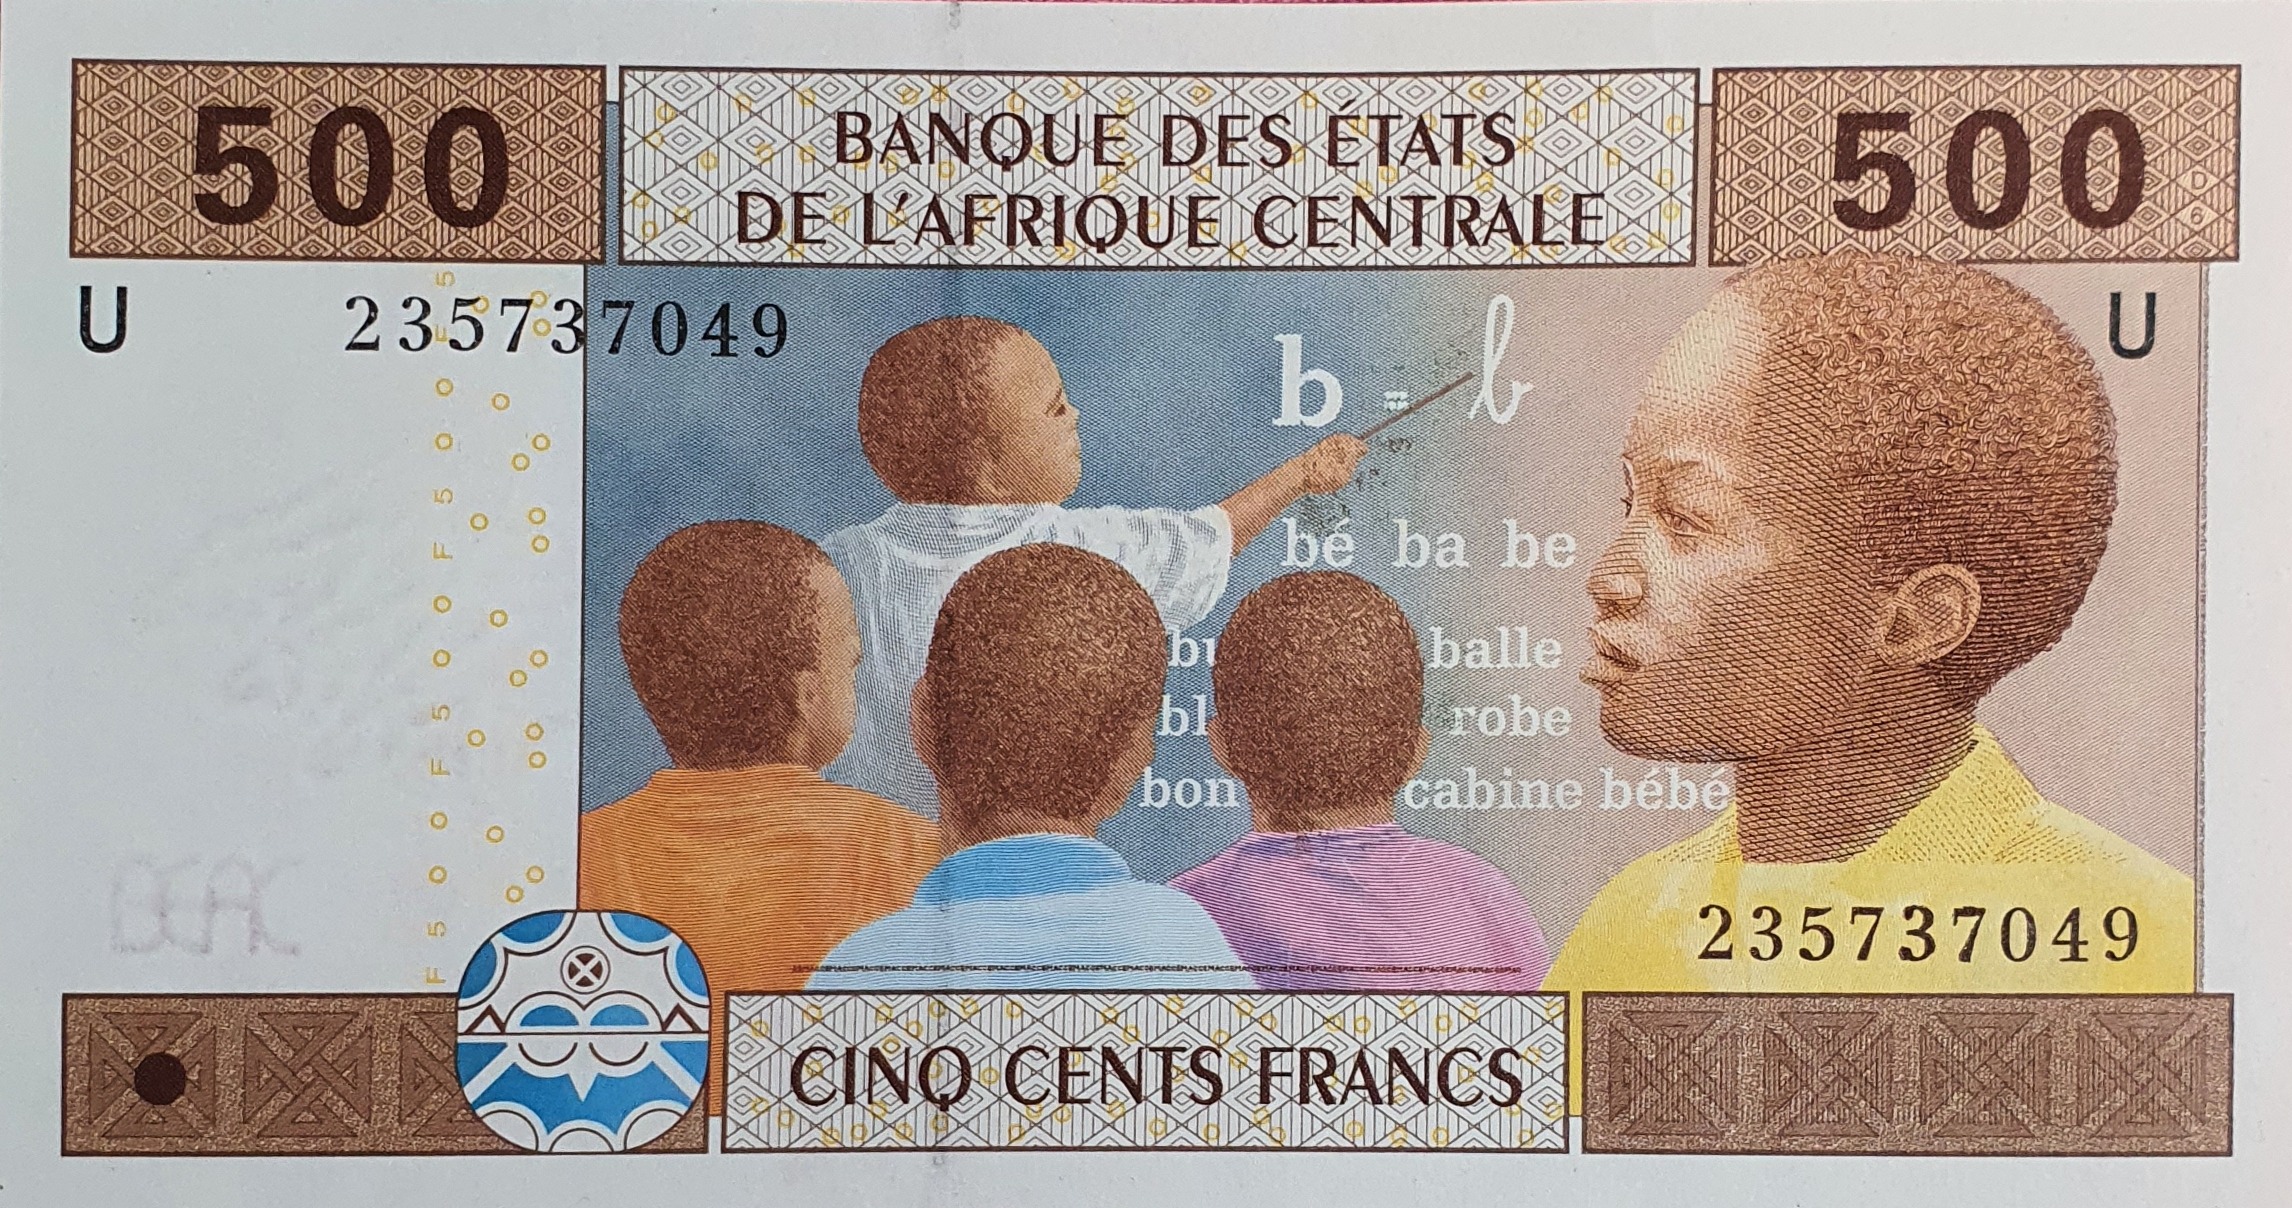 500
BANQUE DES ÉTATS
DE L'AFRIQUE CENTRALE
500
U
235737049
U
b = b
bé ba be
balle
robe
bon cabine bébé
235737049
CINQ CENTS FRANCS